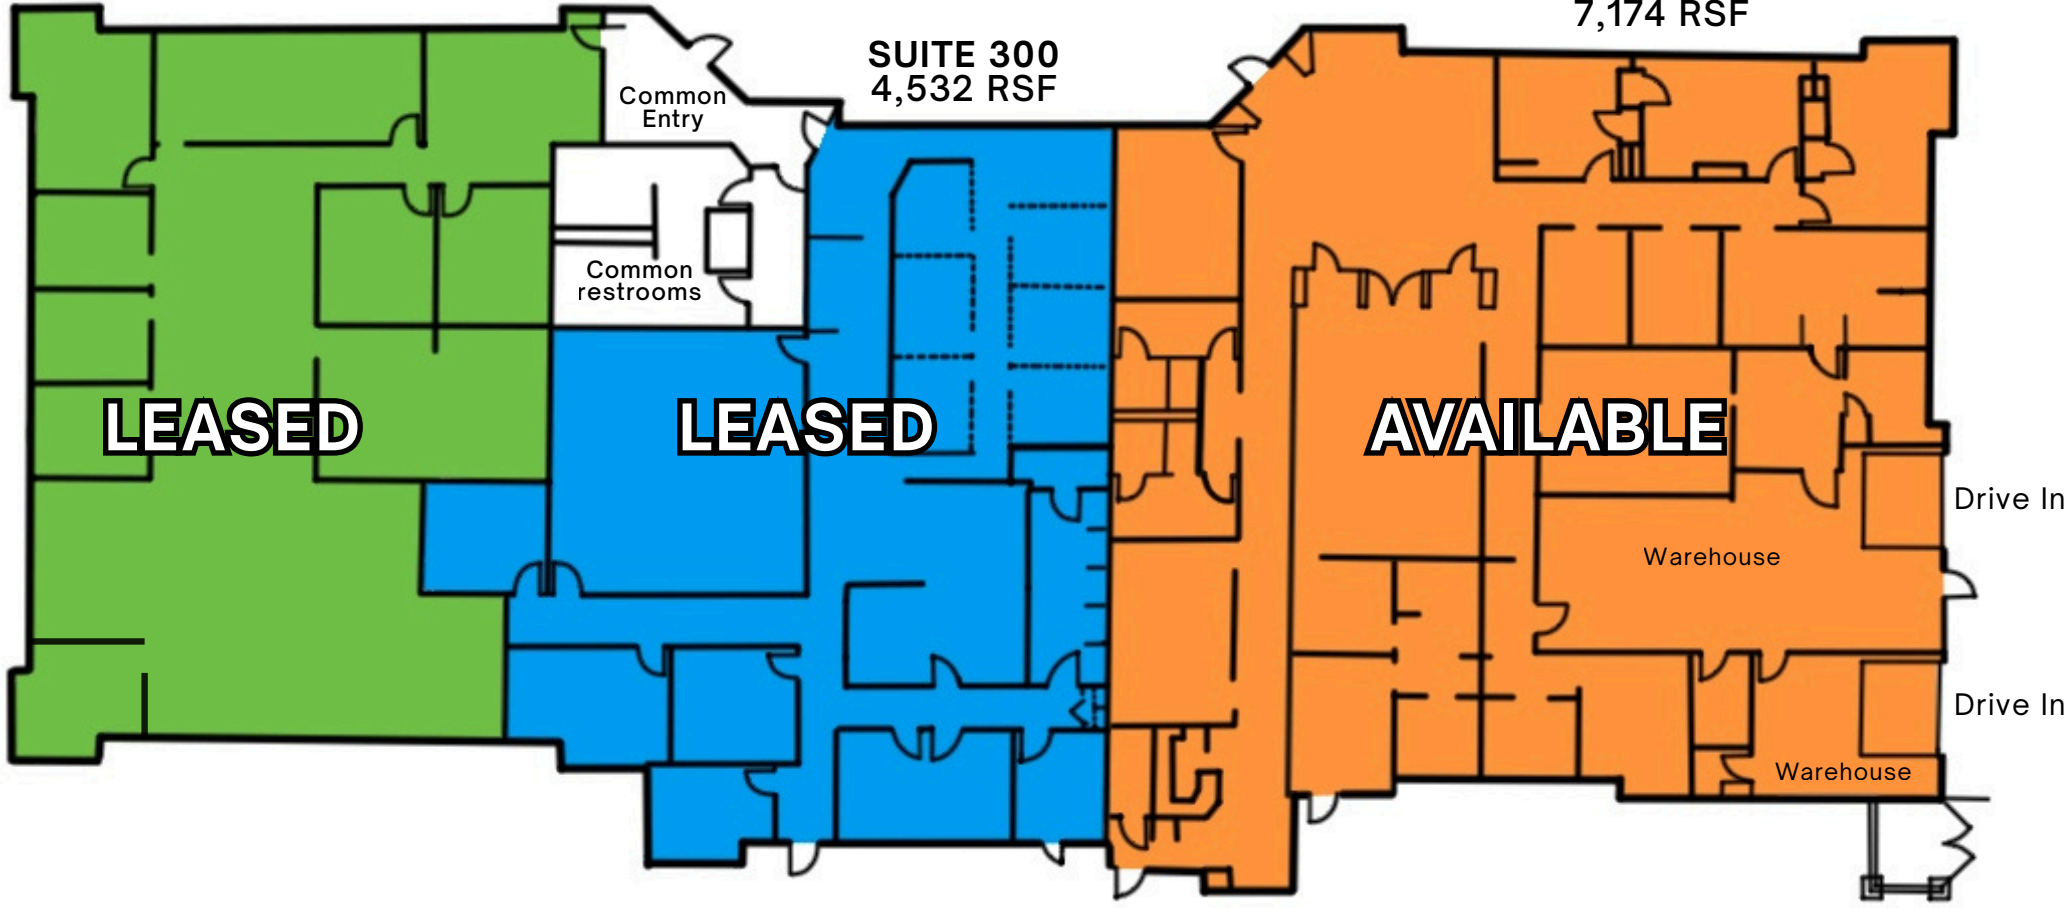 7,174 RSF
SUITE 300
4,532 RSF
Common
Entry
Common
restrooms
LEASED
LEASED
AVAILABLE
Drive In
Warehouse
Drive In
Warehouse